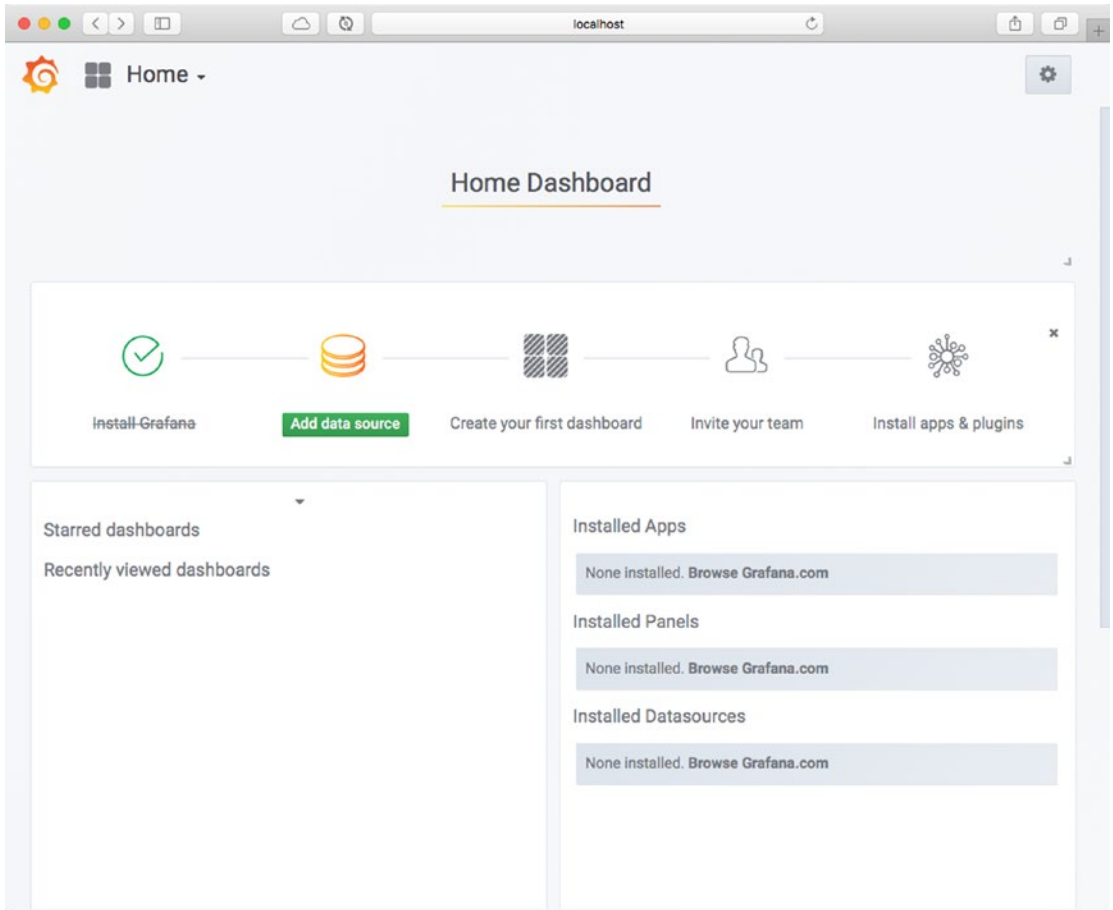 localhost
Home
Home Dashboard
Install Grafana
Add data source
Create your first dashboard
Invite your team
Install apps & plugins
Starred dashboards
Recently viewed dashboards
Installed Apps
None installed. Browse Grafana.com
Installed Panels
None installed. Browse Grafana.com
Installed Datasources
None installed. Browse Grafana.com